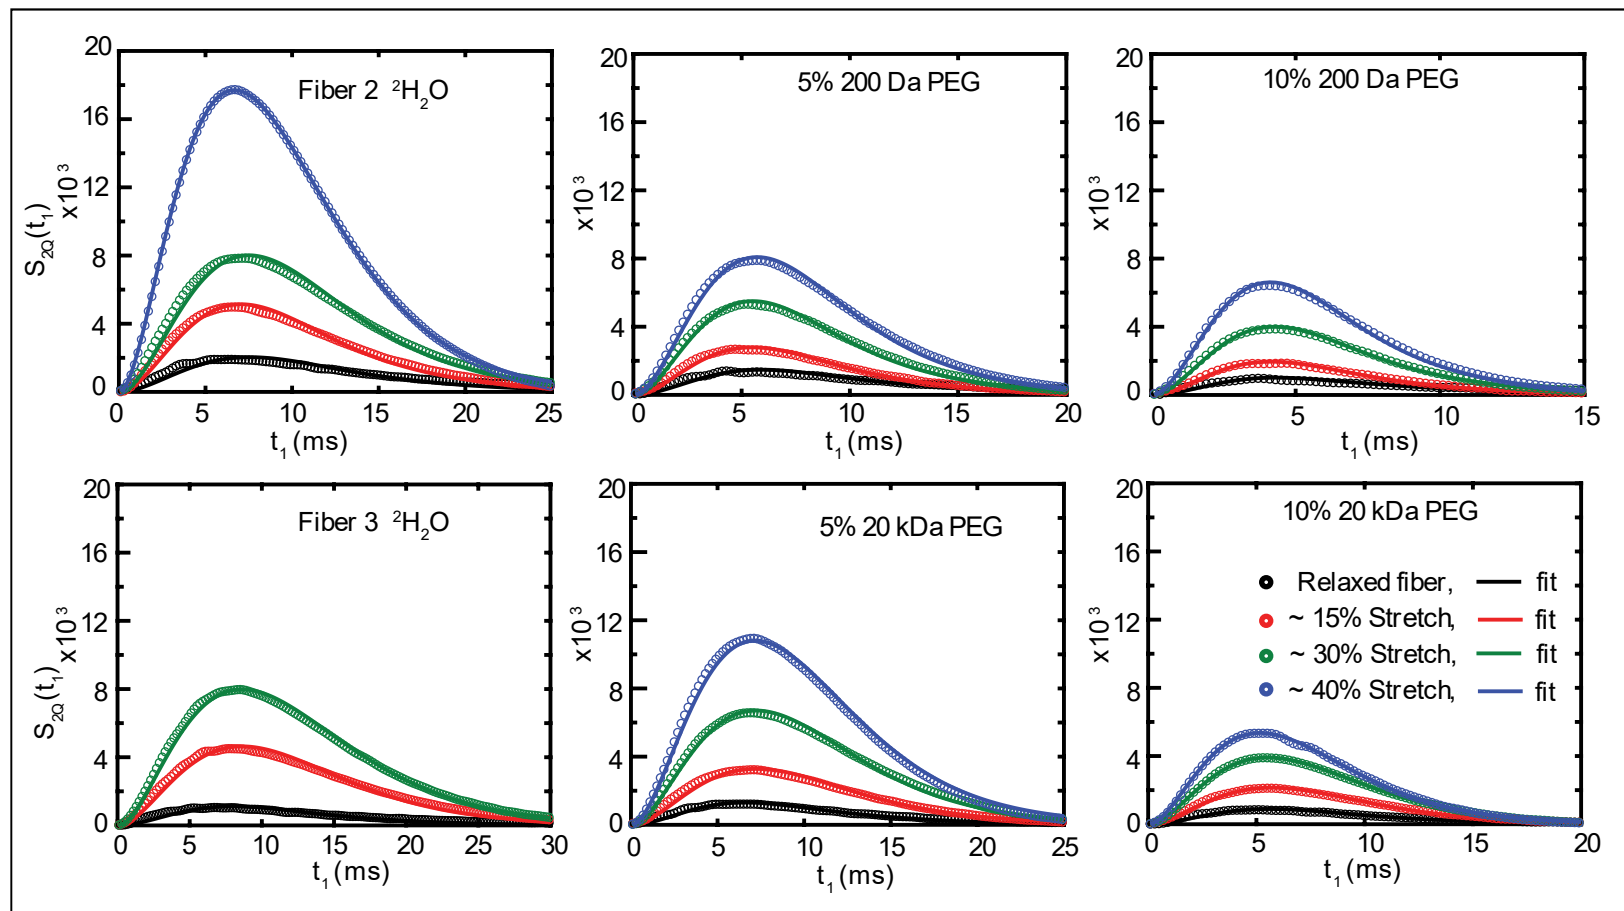 Fiber 2 ²H₂O
S₂Q(t₁)
x10³
20
16
12
8
4
0
0 5 10 15 20 25
t₁ (ms)
5% 200 Da PEG
x10³
20
16
12
8
4
0
0 5 10 15 20
t₁ (ms)
10% 200 Da PEG
x10³
20
16
12
8
4
0
0 5 10 15
t₁ (ms)
Fiber 3 ²H₂O
S₂Q(t₁)
x10³
20
16
12
8
4
0
0 5 10 15 20 25 30
t₁ (ms)
5% 20 kDa PEG
x10³
20
16
12
8
4
0
0 5 10 15 20 25
t₁ (ms)
10% 20 kDa PEG
x10³
20
16
12
8
4
0
0 5 10 15 20
t₁ (ms)
Relaxed fiber, fit
~ 15% Stretch, fit
~ 30% Stretch, fit
~ 40% Stretch, fit